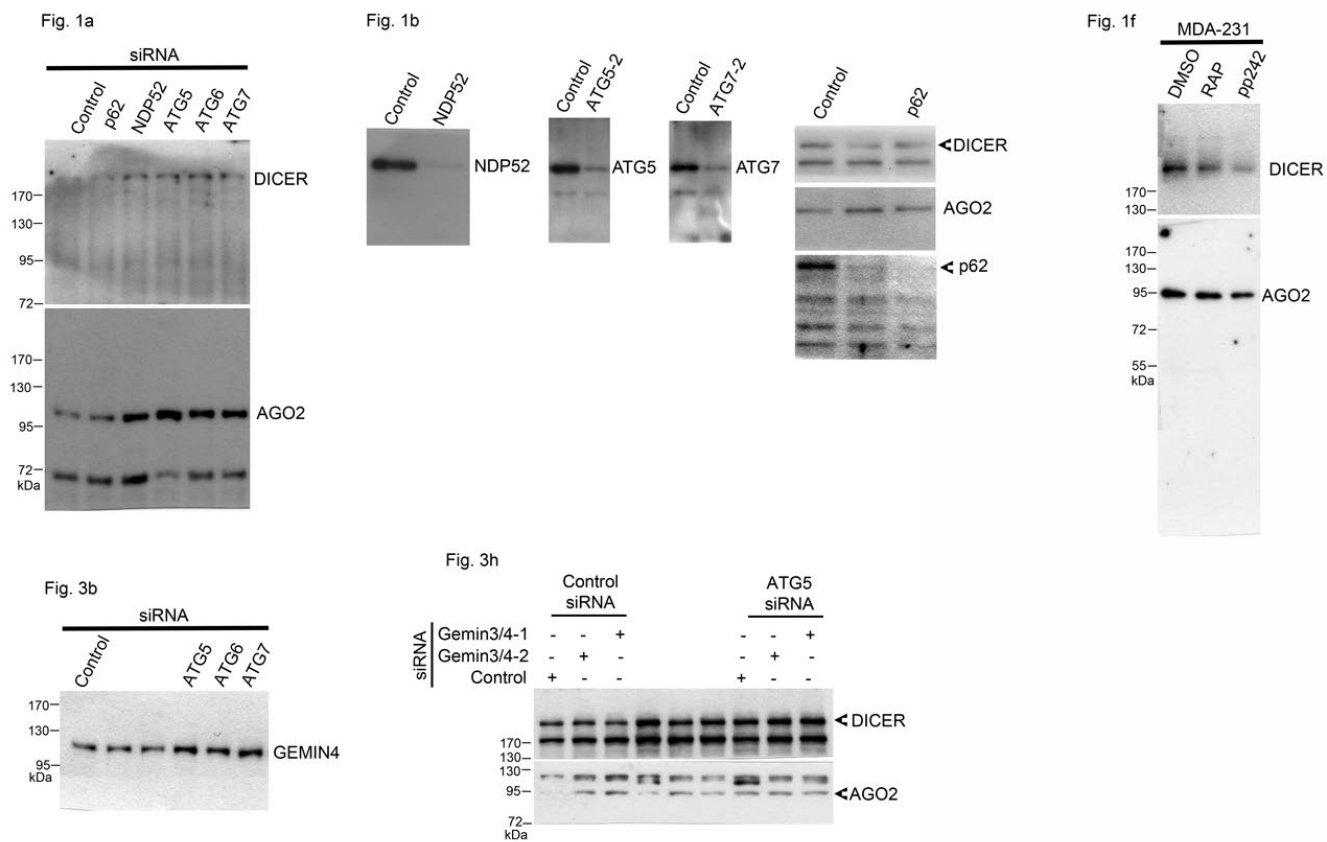 Fig. 1a
siRNA
Control
p62
NDP52
ATG5
ATG6
ATG7
DICER
170
130
95
72
170
130
AGO2
95
72
kDa
Fig. 1b
Control
NDP52
NDP52
Control
ATG5-2
ATG5
Control
ATG7-2
ATG7
Control
p62
DICER
AGO2
p62
Fig. 1f
MDA-231
DMSO
RAP
pp242
DICER
170
130
170
130
95
AGO2
72
55
kDa
Fig. 3b
siRNA
Control
ATG5
ATG6
ATG7
170
130
GEMIN4
95
kDa
Fig. 3h
Control siRNA
ATG5 siRNA
siRNA
Gemin3/4-1 - - + - - +
Gemin3/4-2 - + - - + -
Control + - - + - -
DICER
170
130
130
95
AGO2
72
kDa